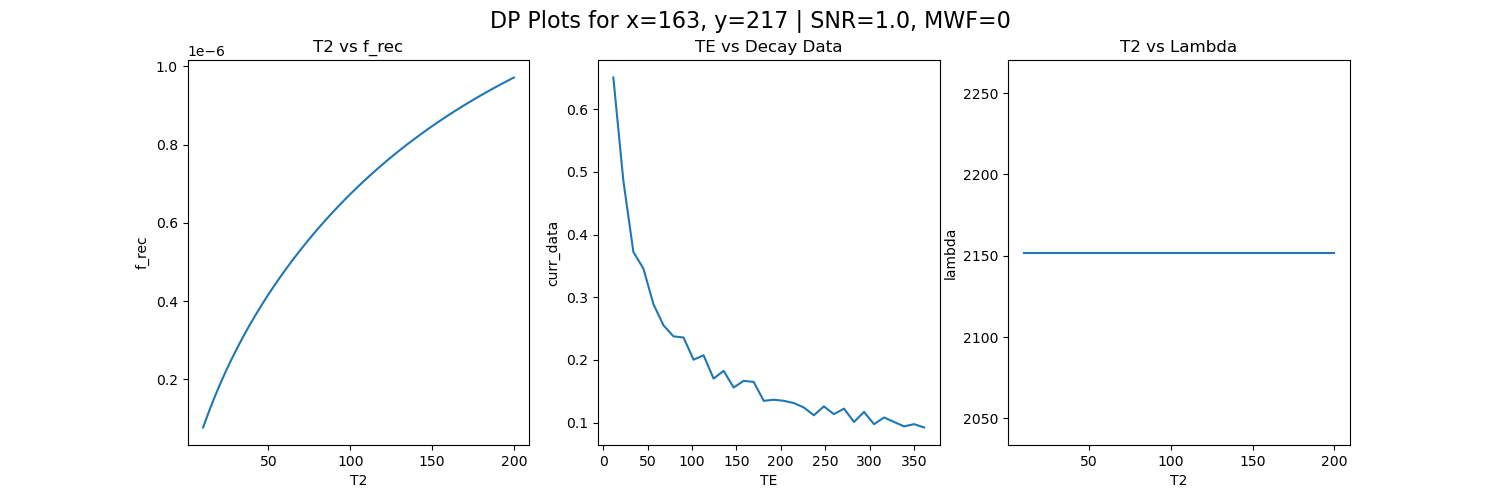 DP Plots for x=163, y=217 | SNR=1.0, MWF=0
T2 vs f_rec
1e−6
1.0
0.8
0.6
0.4
0.2
f_rec
50
100
150
200
T2
TE vs Decay Data
0.6
0.5
0.4
0.3
0.2
0.1
curr_data
0
50
100
150
200
250
300
350
TE
T2 vs Lambda
2250
2200
2150
2100
2050
lambda
50
100
150
200
T2